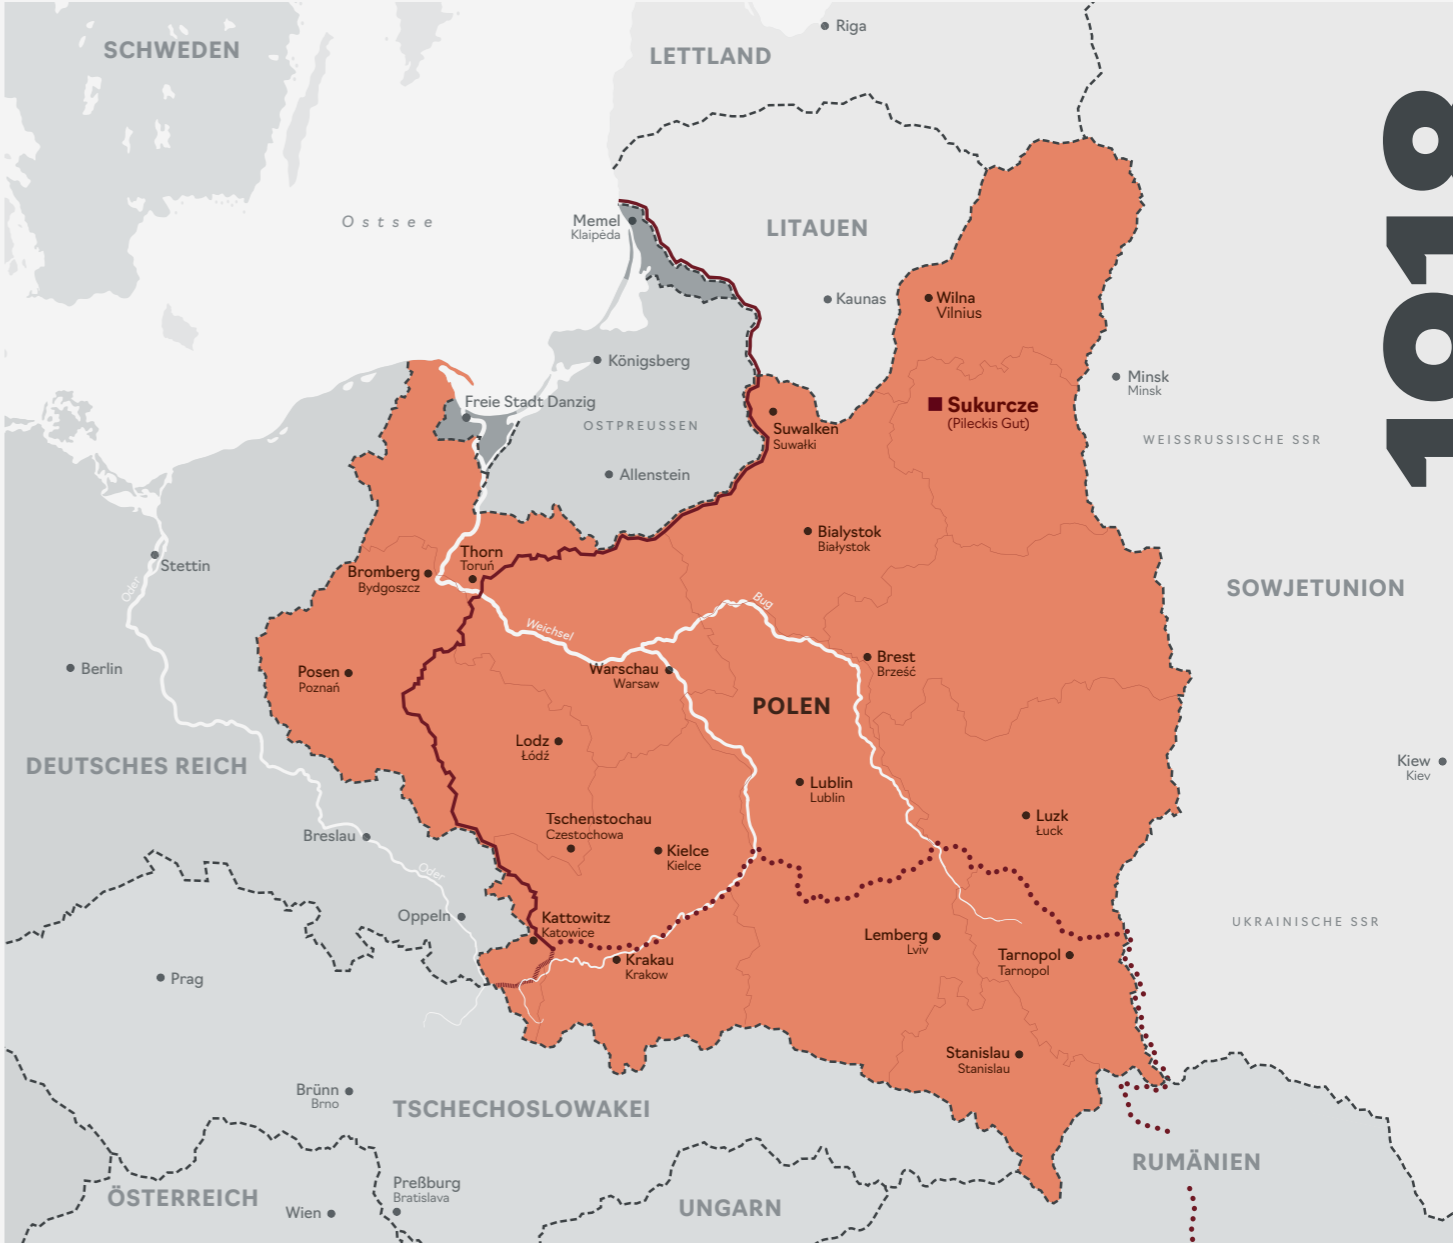 SCHWEDEN
LETTLAND
Riga
Ostsee
Memel
Klaipėda
LITAUEN
Kaunas
Wilna
Vilnius
Königsberg
Freie Stadt Danzig
OSTPREUSSEN
Allenstein
Suwalken
Suwałki
Sukurcze
(Pileckis Gut)
Minsk
Minsk
WEISSRUSSISCHE SSR
Stettin
Oder
Thorn
Toruń
Bromberg
Bydgoszcz
Bialystok
Białystok
SOWJETUNION
Weichsel
Bug
Berlin
Posen
Poznań
Warschau
Warsaw
Brest
Brześć
POLEN
Lodz
Łódź
DEUTSCHES REICH
Lublin
Lublin
Kiew
Kiev
Luzk
Łuck
Tschenstochau
Czestochowa
Kielce
Kielce
Breslau
Oder
Oppeln
Kattowitz
Katowice
Krakau
Krakow
Lemberg
Lviv
Tarnopol
Tarnopol
UKRAINISCHE SSR
Prag
Stanislau
Stanislau
Brünn
Brno
TSCHECHOSLOWAKEI
RUMÄNIEN
Preßburg
Bratislava
ÖSTERREICH
Wien
UNGARN